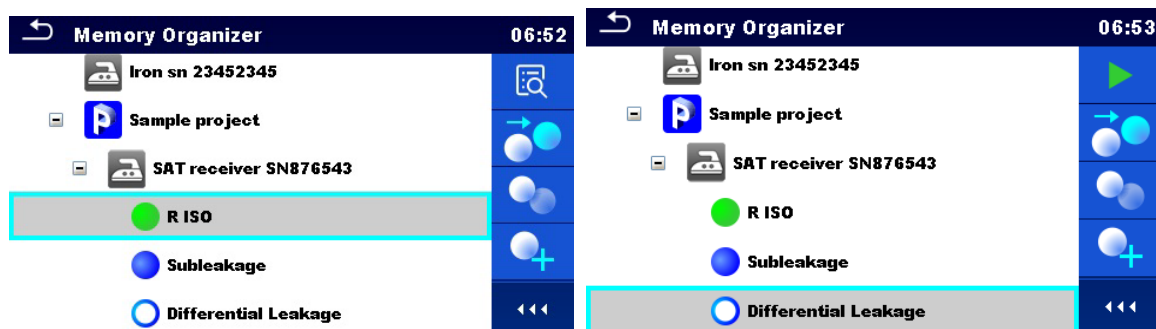 Memory Organizer 06:52
Iron sn 23452345
Sample project
SAT receiver SN876543
R ISO
Subleakage
Differential Leakage
Memory Organizer 06:53
Iron sn 23452345
Sample project
SAT receiver SN876543
R ISO
Subleakage
Differential Leakage